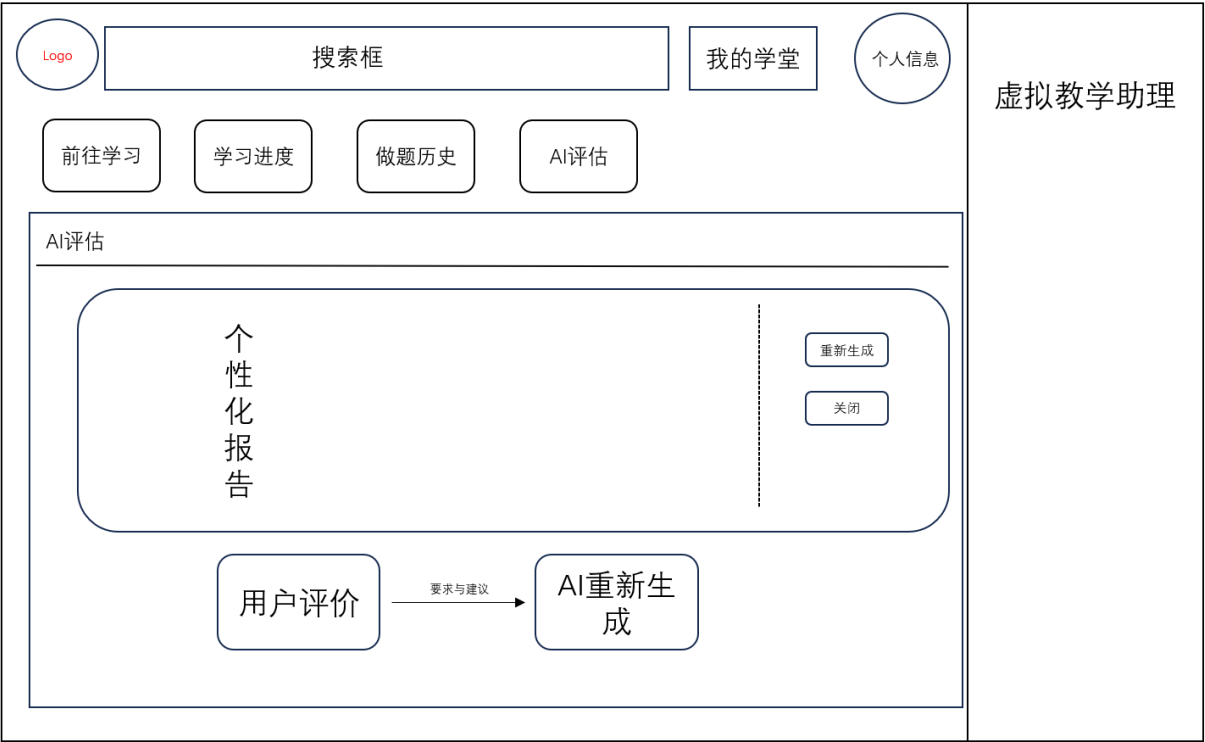 Logo
搜索框
我的学堂
个人信息
虚拟教学助理
前往学习
学习进度
做题历史
AI评估
AI评估
个
性
化
报
告
重新生成
关闭
用户评价
要求与建议
AI重新生
成